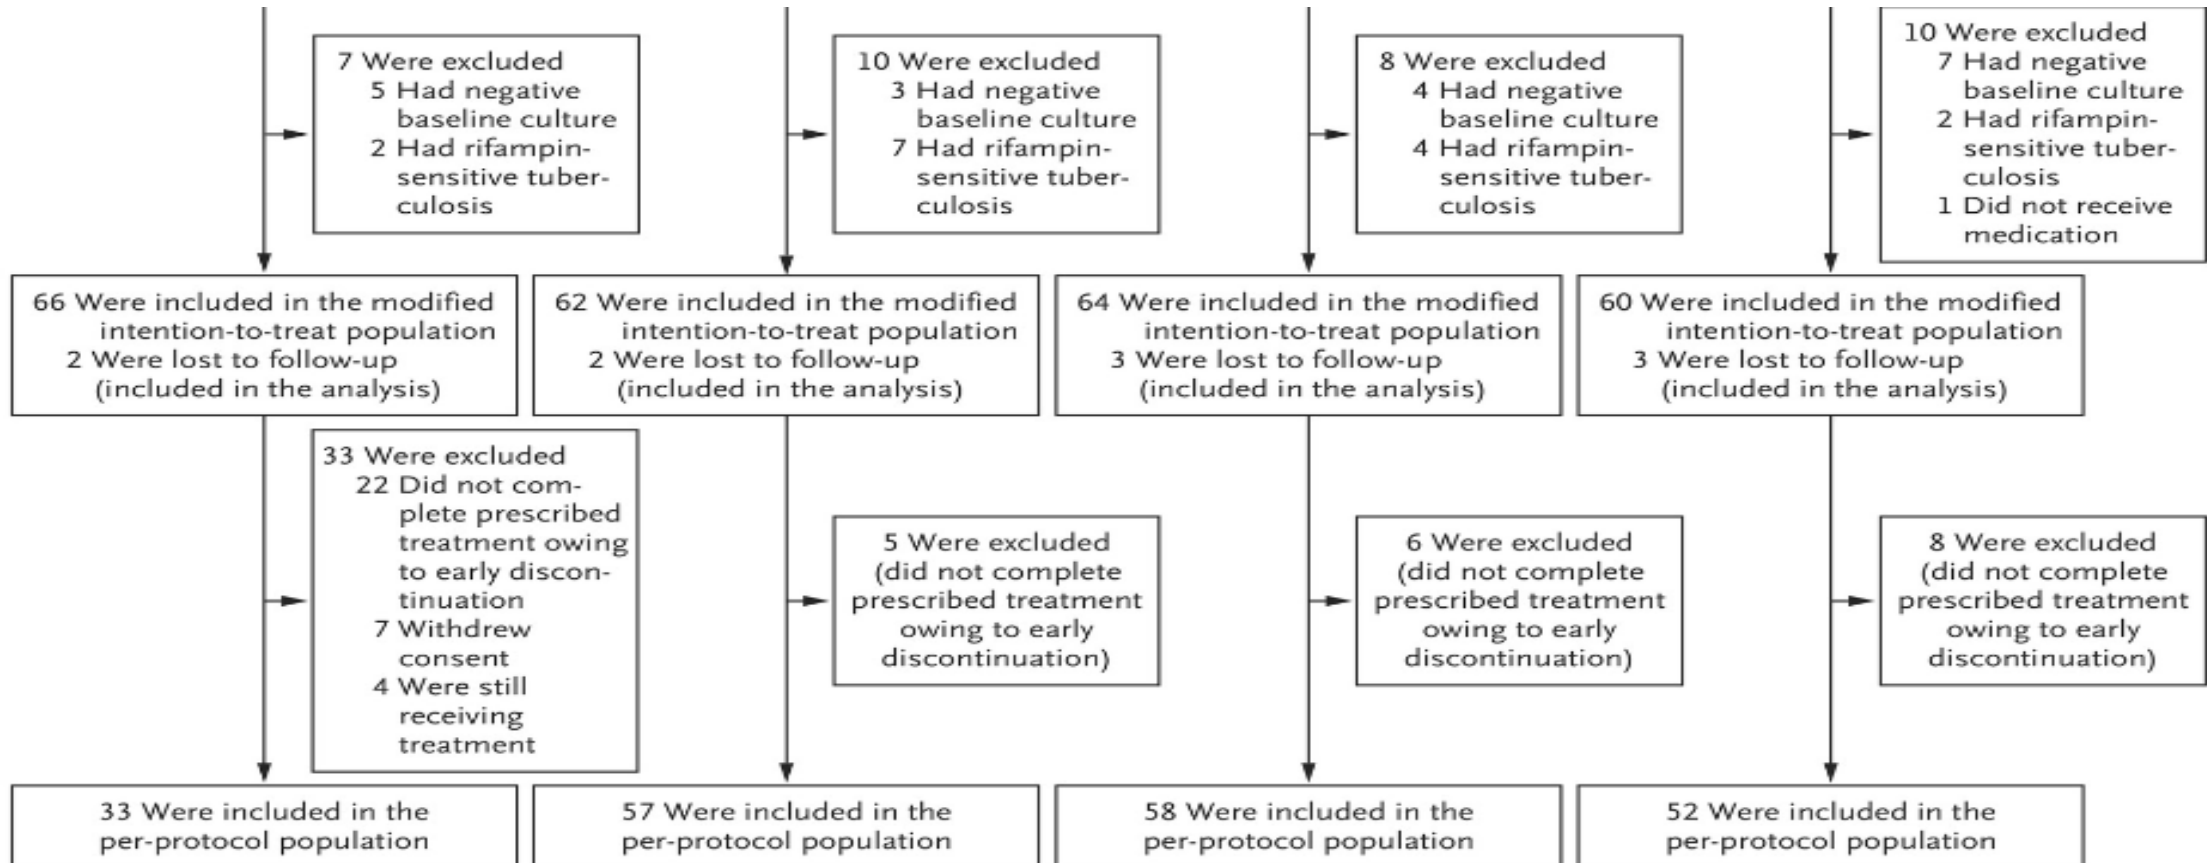 7 Were excluded
5 Had negative
baseline culture
2 Had rifampin-
sensitive tuber-
culosis
10 Were excluded
3 Had negative
baseline culture
7 Had rifampin-
sensitive tuber-
culosis
8 Were excluded
4 Had negative
baseline culture
4 Had rifampin-
sensitive tuber-
culosis
10 Were excluded
7 Had negative
baseline culture
2 Had rifampin-
sensitive tuber-
culosis
1 Did not receive
medication
66 Were included in the modified
intention-to-treat population
2 Were lost to follow-up
(included in the analysis)
62 Were included in the modified
intention-to-treat population
2 Were lost to follow-up
(included in the analysis)
64 Were included in the modified
intention-to-treat population
3 Were lost to follow-up
(included in the analysis)
60 Were included in the modified
intention-to-treat population
3 Were lost to follow-up
(included in the analysis)
33 Were excluded
22 Did not com-
plete prescribed
treatment owing
to early discon-
tinuation
7 Withdrew
consent
4 Were still
receiving
treatment
5 Were excluded
(did not complete
prescribed treatment
owing to early
discontinuation)
6 Were excluded
(did not complete
prescribed treatment
owing to early
discontinuation)
8 Were excluded
(did not complete
prescribed treatment
owing to early
discontinuation)
33 Were included in the
per-protocol population
57 Were included in the
per-protocol population
58 Were included in the
per-protocol population
52 Were included in the
per-protocol population